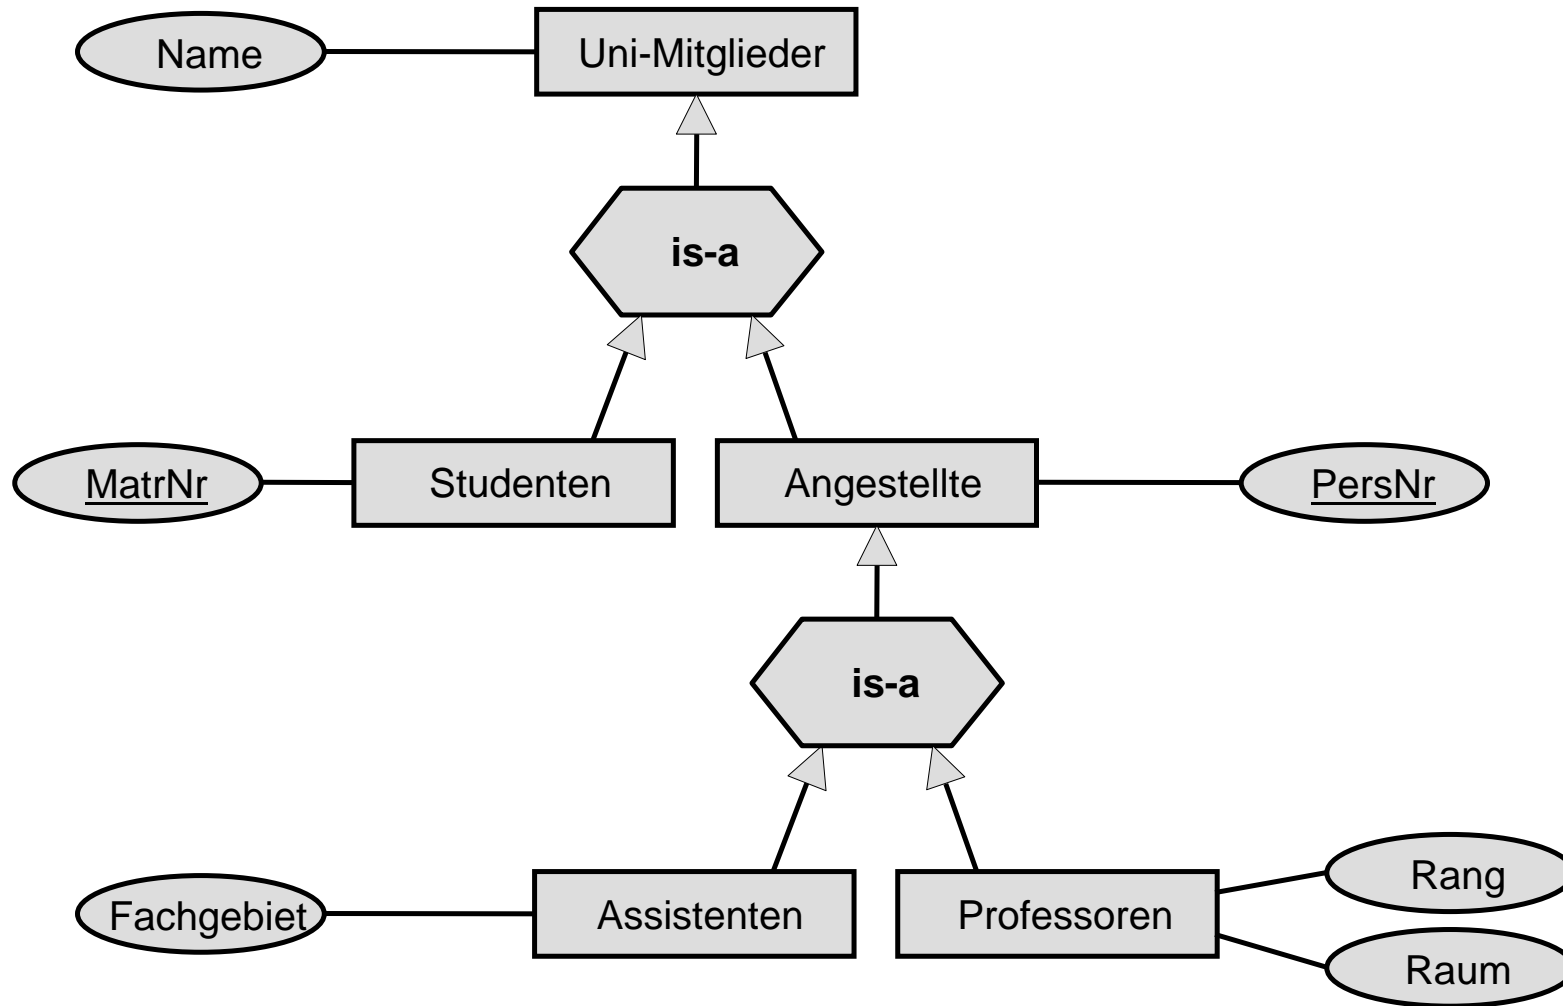 Name
Uni-Mitglieder
is-a
MatrNr
Studenten
Angestellte
PersNr
is-a
Fachgebiet
Assistenten
Professoren
Rang
Raum